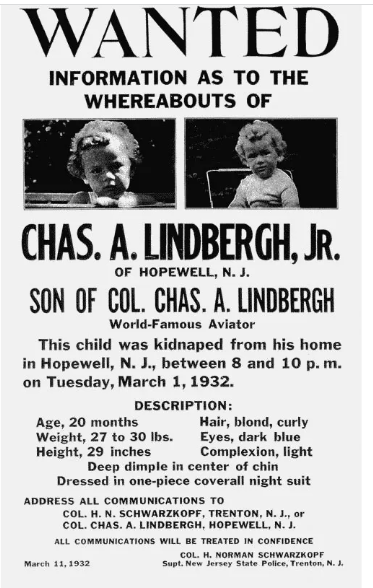 WANTED
INFORMATION AS TO THE
WHEREABOUTS OF
CHAS. A. LINDBERGH, JR.
OF HOPEWELL, N. J.
SON OF COL. CHAS. A. LINDBERGH
World-Famous Aviator
This child was kidnaped from his home
in Hopewell, N. J., between 8 and 10 p. m.
on Tuesday, March 1, 1932.
DESCRIPTION:
Age, 20 months Hair, blond, curly
Weight, 27 to 30 lbs. Eyes, dark blue
Height, 29 inches Complexion, light
Deep dimple in center of chin
Dressed in one-piece coverall night suit
ADDRESS ALL COMMUNICATIONS TO
COL. H. N. SCHWARZKOPF, TRENTON, N. J., or
COL. CHAS. A. LINDBERGH, HOPEWELL, N. J.
ALL COMMUNICATIONS WILL BE TREATED IN CONFIDENCE
COL. H. NORMAN SCHWARZKOPF
March 11, 1932 Supt. New Jersey State Police, Trenton, N. J.